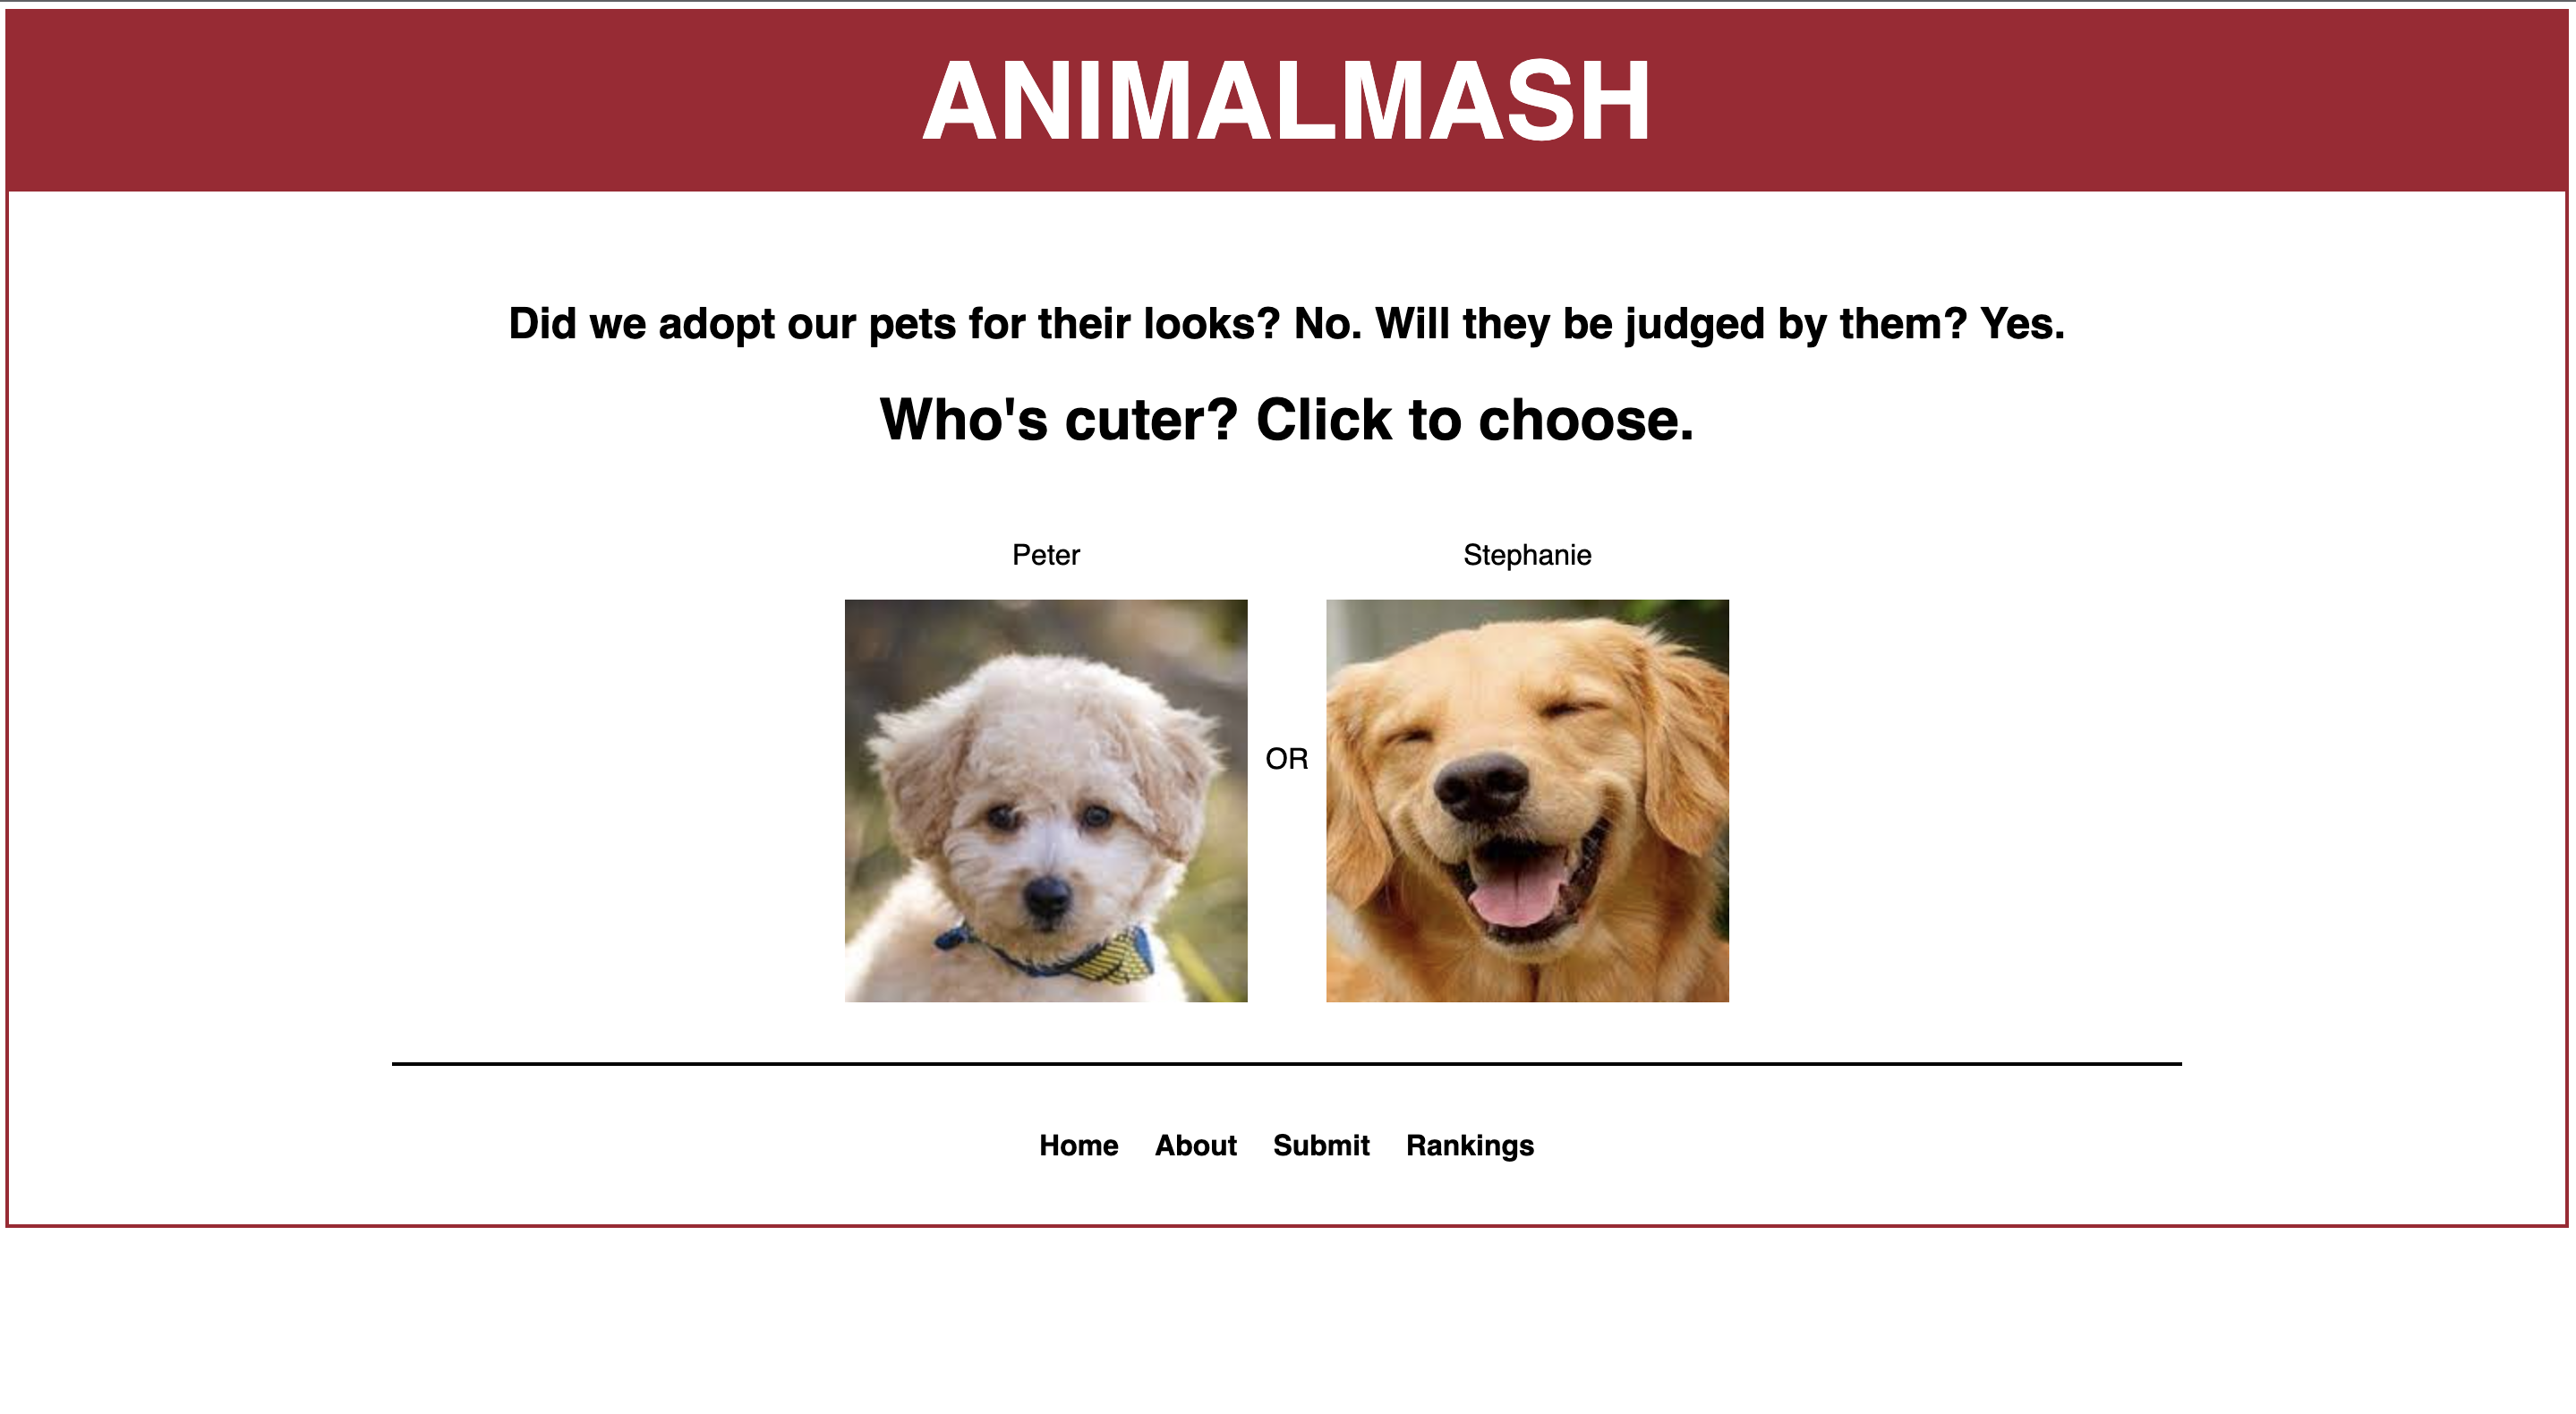 ANIMALMASH
Did we adopt our pets for their looks? No. Will they be judged by them? Yes.
Who's cuter? Click to choose.
Peter
Stephanie
OR
Home About Submit Rankings